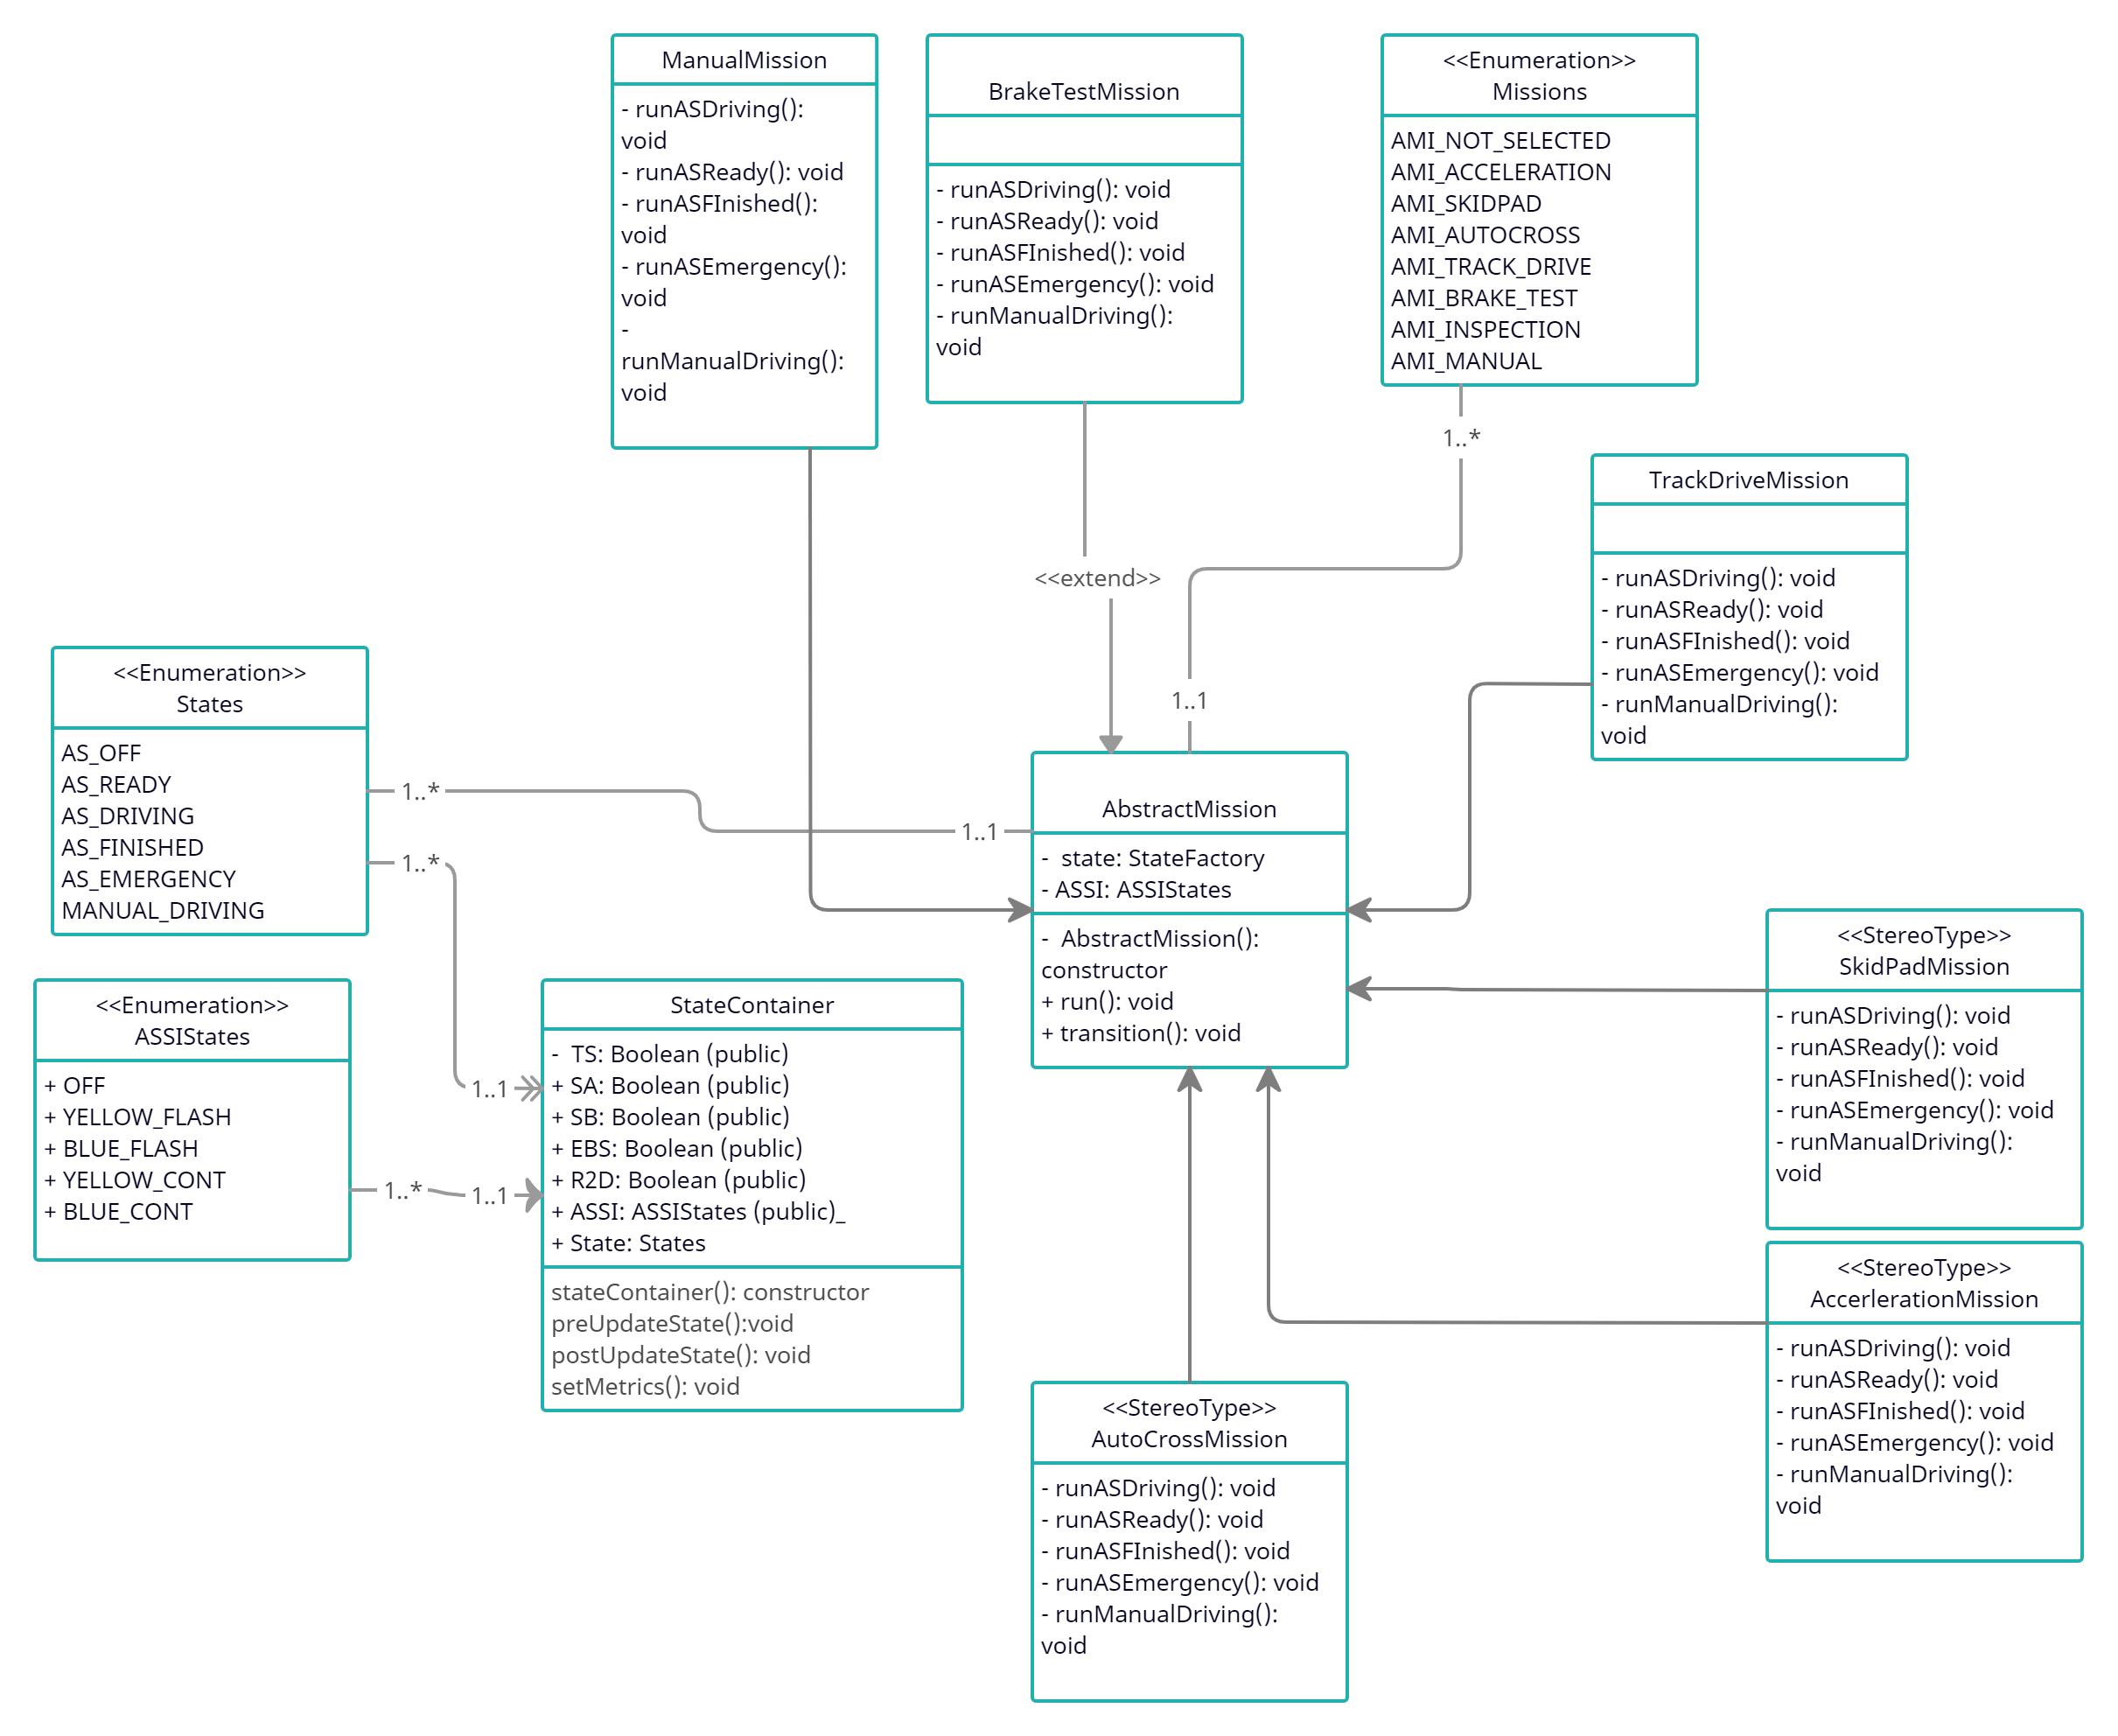 ManualMission
- runASDriving():
void
- runASReady(): void
- runASFInished():
void
- runASEmergency():
void
-
runManualDriving():
void
BrakeTestMission
- runASDriving(): void
- runASReady(): void
- runASFInished(): void
- runASEmergency(): void
- runManualDriving():
void
<<Enumeration>>
Missions
AMI_NOT_SELECTED
AMI_ACCELERATION
AMI_SKIDPAD
AMI_AUTOCROSS
AMI_TRACK_DRIVE
AMI_BRAKE_TEST
AMI_INSPECTION
AMI_MANUAL
1..*
<<extend>>
1..1
TrackDriveMission
- runASDriving(): void
- runASReady(): void
- runASFInished(): void
- runASEmergency(): void
- runManualDriving():
void
<<Enumeration>>
States
AS_OFF
AS_READY
AS_DRIVING
AS_FINISHED
AS_EMERGENCY
MANUAL_DRIVING
1..*
1..1
1..*
1..1
AbstractMission
- state: StateFactory
- ASSI: ASSIStates
- AbstractMission():
constructor
+ run(): void
+ transition(): void
<<StereoType>>
SkidPadMission
- runASDriving(): void
- runASReady(): void
- runASFInished(): void
- runASEmergency(): void
- runManualDriving():
void
<<Enumeration>>
ASSIStates
+ OFF
+ YELLOW_FLASH
+ BLUE_FLASH
+ YELLOW_CONT
+ BLUE_CONT
1..*
1..1
StateContainer
- TS: Boolean (public)
+ SA: Boolean (public)
+ SB: Boolean (public)
+ EBS: Boolean (public)
+ R2D: Boolean (public)
+ ASSI: ASSIStates (public)_
+ State: States
stateContainer(): constructor
preUpdateState():void
postUpdateState(): void
setMetrics(): void
<<StereoType>>
AccerlerationMission
- runASDriving(): void
- runASReady(): void
- runASFInished(): void
- runASEmergency(): void
- runManualDriving():
void
<<StereoType>>
AutoCrossMission
- runASDriving(): void
- runASReady(): void
- runASFInished(): void
- runASEmergency(): void
- runManualDriving():
void